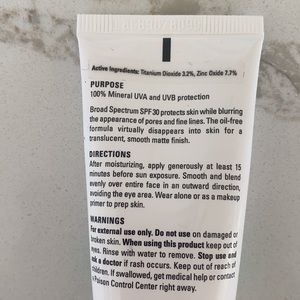 Active Ingredients: Titanium Dioxide 3.2%, Zinc Oxide 7.7%
PURPOSE
100% Mineral UVA and UVB protection
Broad Spectrum SPF30 protects skin while blurring
the appearance of pores and fine lines. The oil-free
formula virtually disappears into skin for a
translucent, smooth matte finish.
DIRECTIONS
After moisturizing, apply generously at least 15
minutes before sun exposure. Smooth and blend
evenly over entire face in an outward direction,
avoiding the eye area. Wear alone or as a makeup
primer to prep skin.
WARNINGS
For external use only. Do not use on damaged or
broken skin. When using this product keep out of
eyes. Rinse with water to remove. Stop use and
ask a doctor if rash occurs. Keep out of reach of
children. If swallowed, get medical help or contact
a Poison Control Center right away.